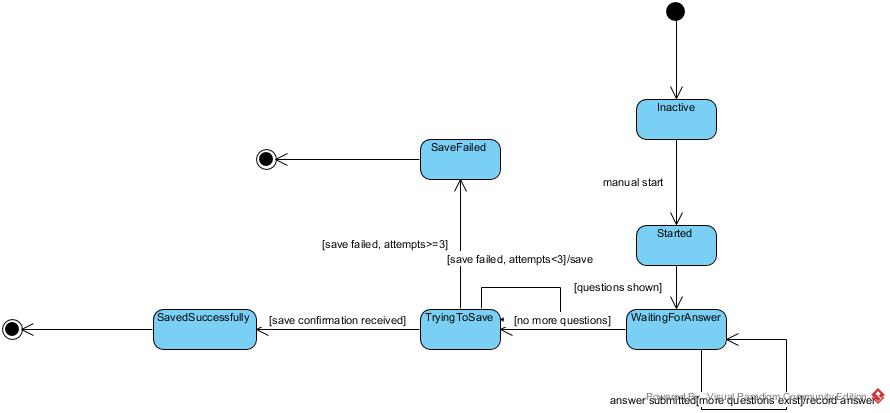 Inactive
SaveFailed
manual start
Started
[save failed, attempts>=3]
[save failed, attempts<3]/save
[questions shown]
SavedSuccessfully
[save confirmation received]
TryingToSave
[no more questions]
WaitingForAnswer
Powered By Visual Paradigm Community Edition
answer submitted[more questions exist]/record answer